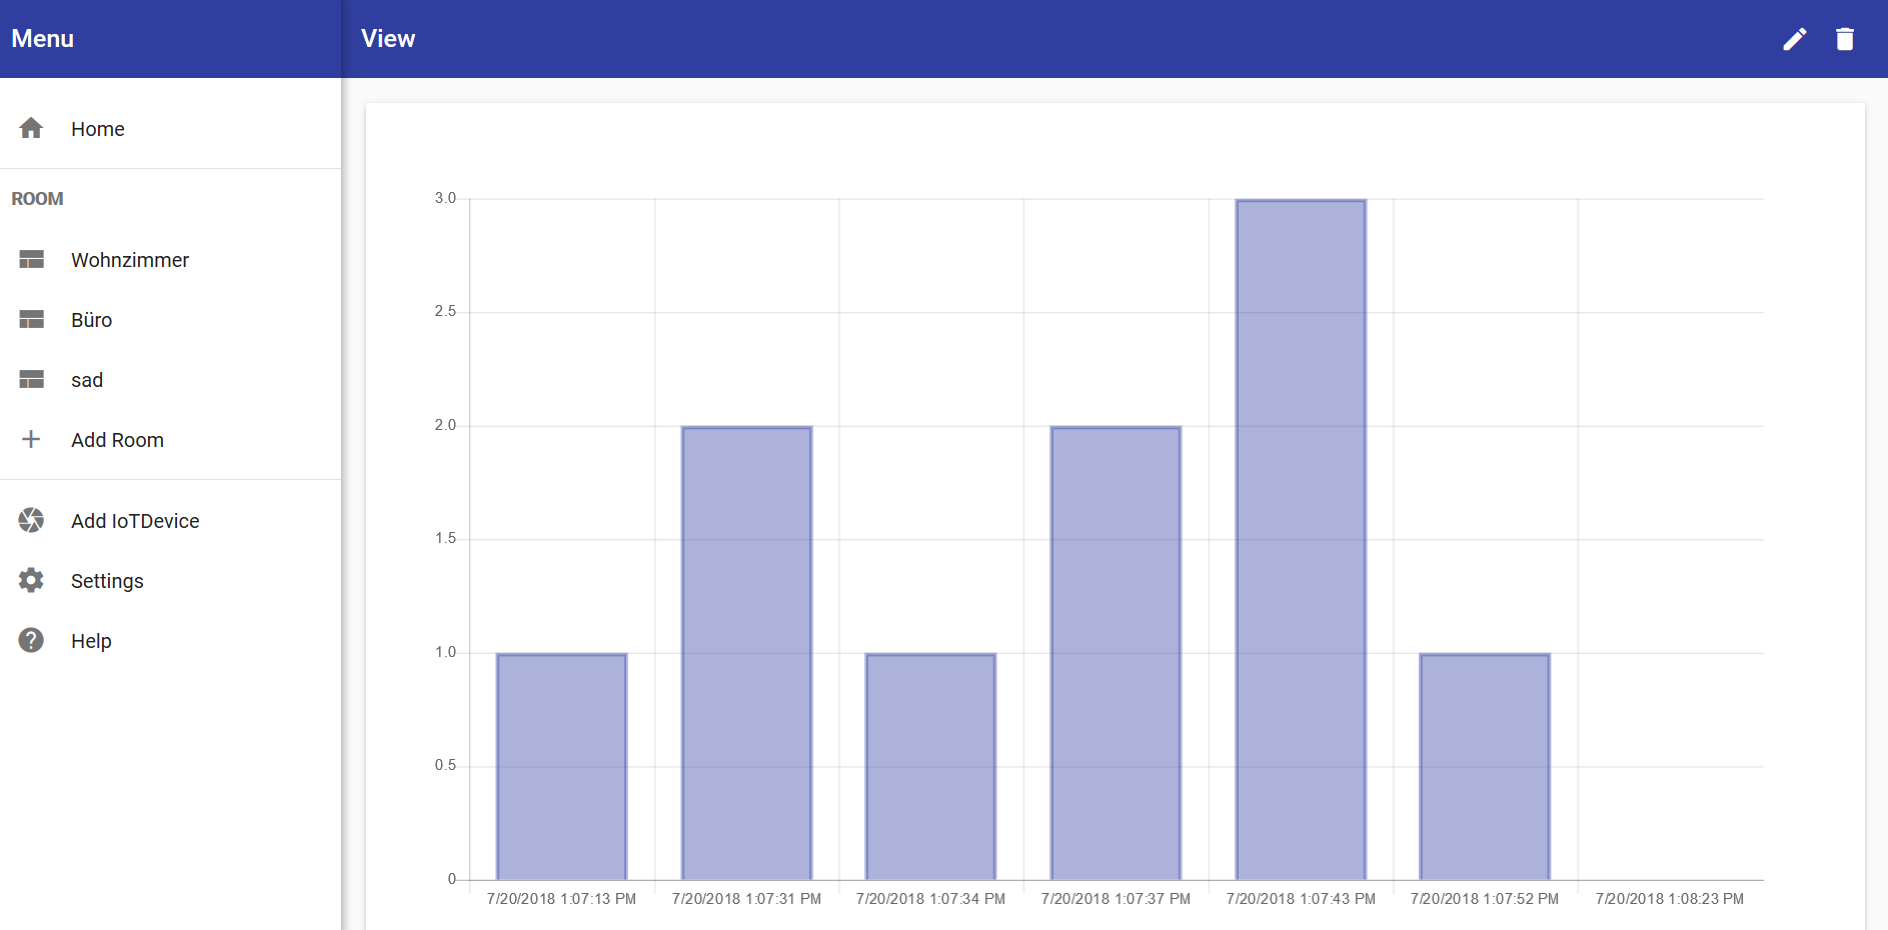 Menu
View
Home
ROOM
Wohnzimmer
Büro
sad
Add Room
Add IoTDevice
Settings
Help
3.0
2.5
2.0
1.5
1.0
0.5
0
7/20/2018 1:07:13 PM
7/20/2018 1:07:31 PM
7/20/2018 1:07:34 PM
7/20/2018 1:07:37 PM
7/20/2018 1:07:43 PM
7/20/2018 1:07:52 PM
7/20/2018 1:08:23 PM